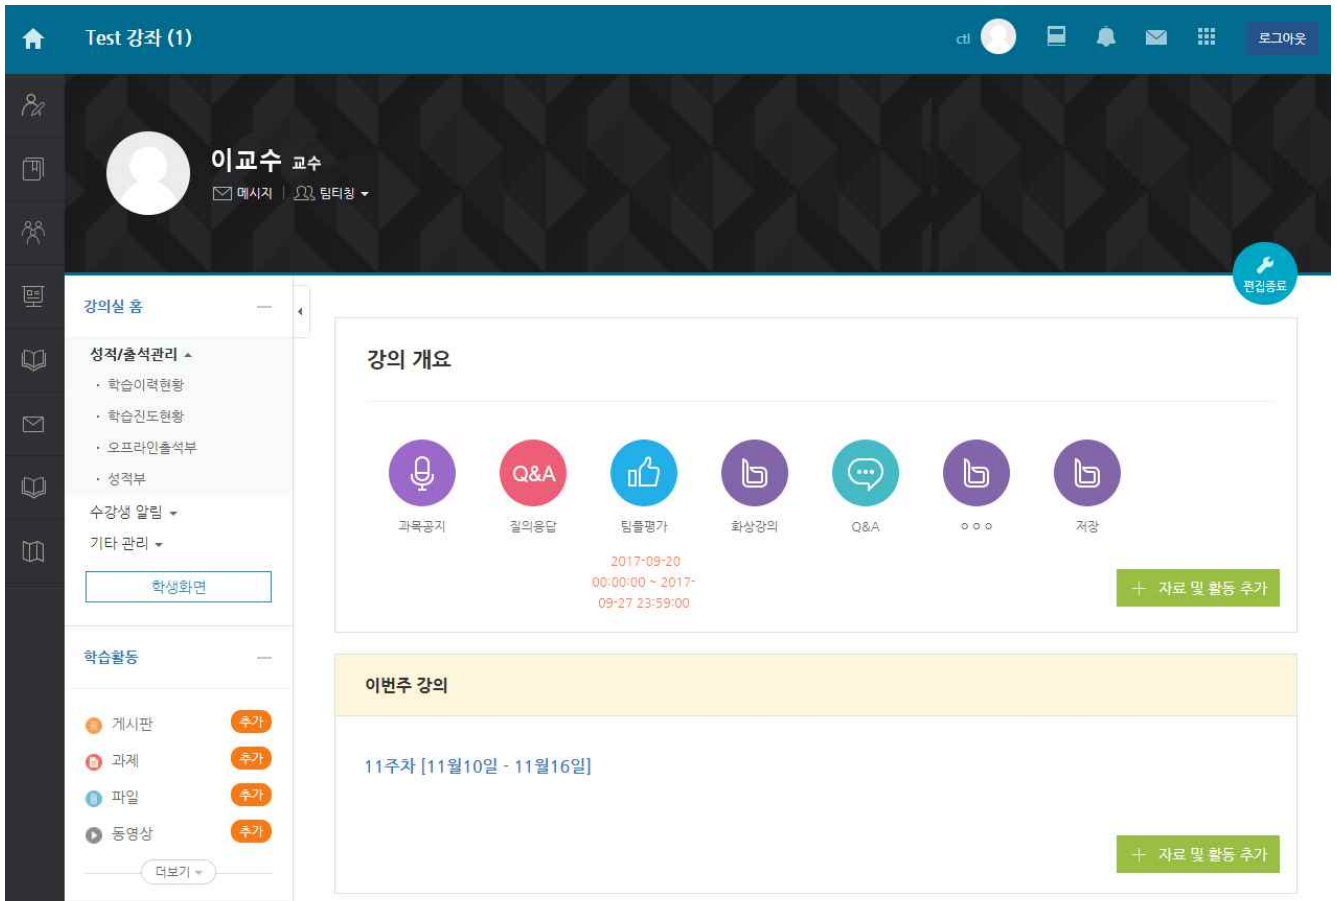 Test 강좌 (1)
ctl
로그아웃
이교수 교수
메시지
팀티칭
편집종료
강의실 홈
성적/출석관리
· 학습이력현황
· 학습진도현황
· 오프라인출석부
· 성적부
수강생 알림
기타 관리
학생화면
학습활동
게시판 추가
과제 추가
파일 추가
동영상 추가
더보기
강의 개요
Q&A
과목공지
질의응답
팀플평가
화상강의
Q&A
ㅇㅇㅇ
저장
2017-09-20
00:00:00 ~ 2017-
09-27 23:59:00
+ 자료 및 활동 추가
이번주 강의
11주차 [11월10일 - 11월16일]
+ 자료 및 활동 추가